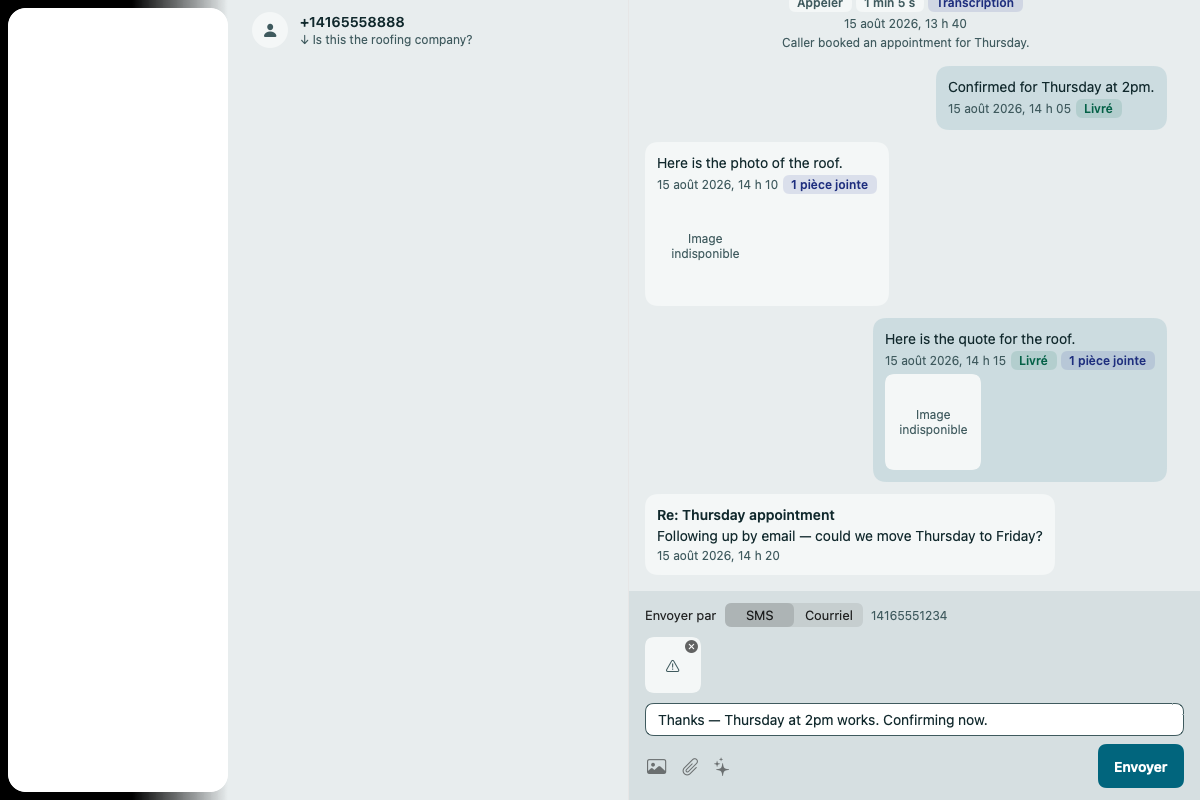 +14165558888
↓ Is this the roofing company?
Appeler 1 min 5 s Transcription
15 août 2026, 13 h 40
Caller booked an appointment for Thursday.
Confirmed for Thursday at 2pm.
15 août 2026, 14 h 05 Livré
Here is the photo of the roof.
15 août 2026, 14 h 10 1 pièce jointe
Image
indisponible
Here is the quote for the roof.
15 août 2026, 14 h 15 Livré 1 pièce jointe
Image
indisponible
Re: Thursday appointment
Following up by email — could we move Thursday to Friday?
15 août 2026, 14 h 20
Envoyer par SMS Courriel 14165551234
Thanks — Thursday at 2pm works. Confirming now.
Envoyer